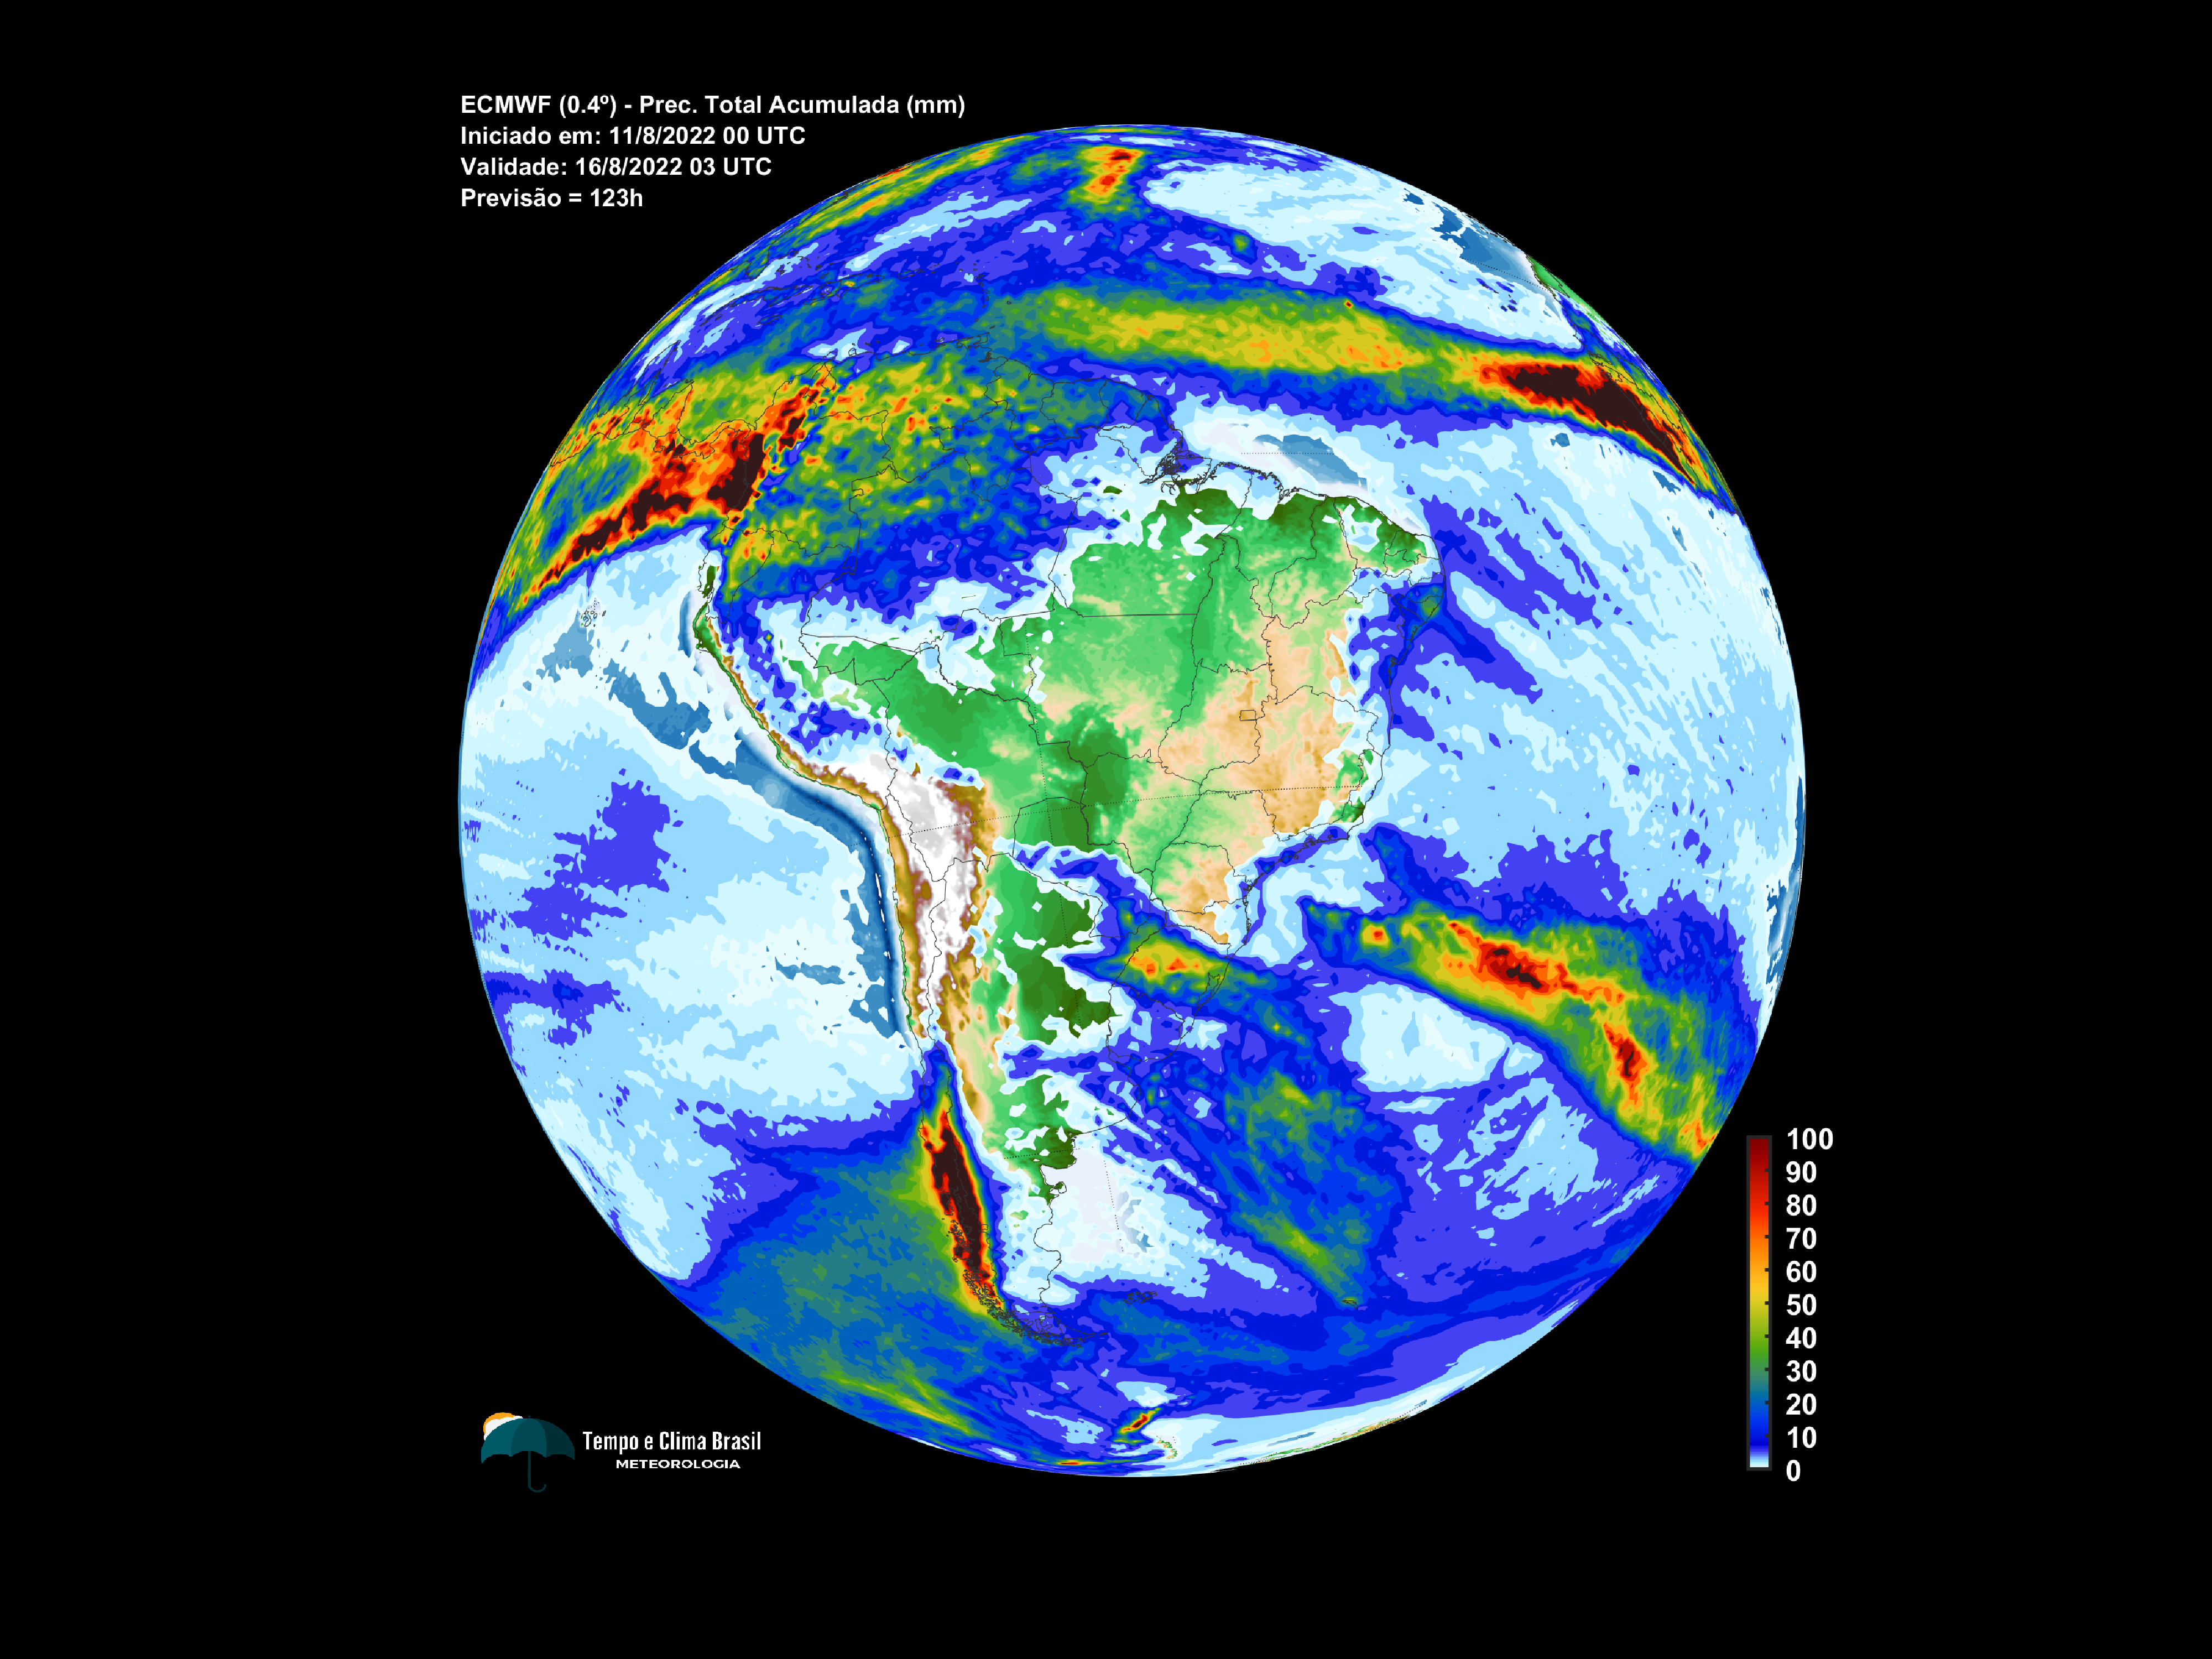 ECMWF (0.4º) - Prec. Total Acumulada (mm)
Iniciado em: 11/8/2022 00 UTC
Validade: 16/8/2022 03 UTC
Previsão = 123h
100
90
80
70
60
50
40
30
20
10
0
Tempo e Clima Brasil
METEOROLOGIA